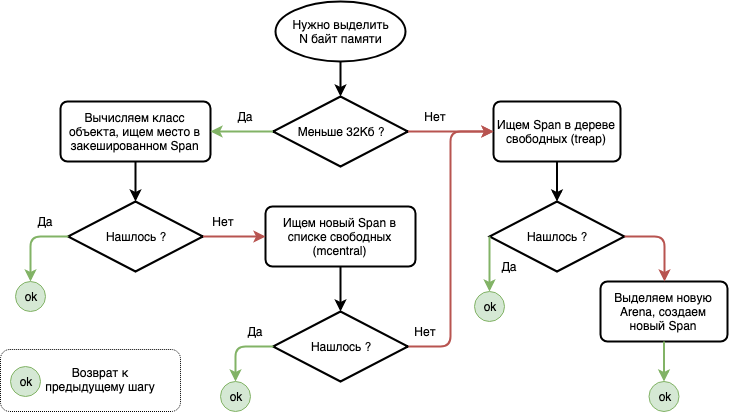 Нужно выделить
N байт памяти
Вычисляем класс
объекта, ищем место в
закешированном Span
Да
Меньше 32Кб ?
Нет
Ищем Span в дереве
свободных (treap)
Да
Нашлось ?
Нет
Ищем новый Span в
списке свободных
(mcentral)
Нашлось ?
Да
ok
ok
Выделяем новую
Arena, создаем
новый Span
Да
Нашлось ?
Нет
ok
ok
ok
Возврат к
предыдущему шагу